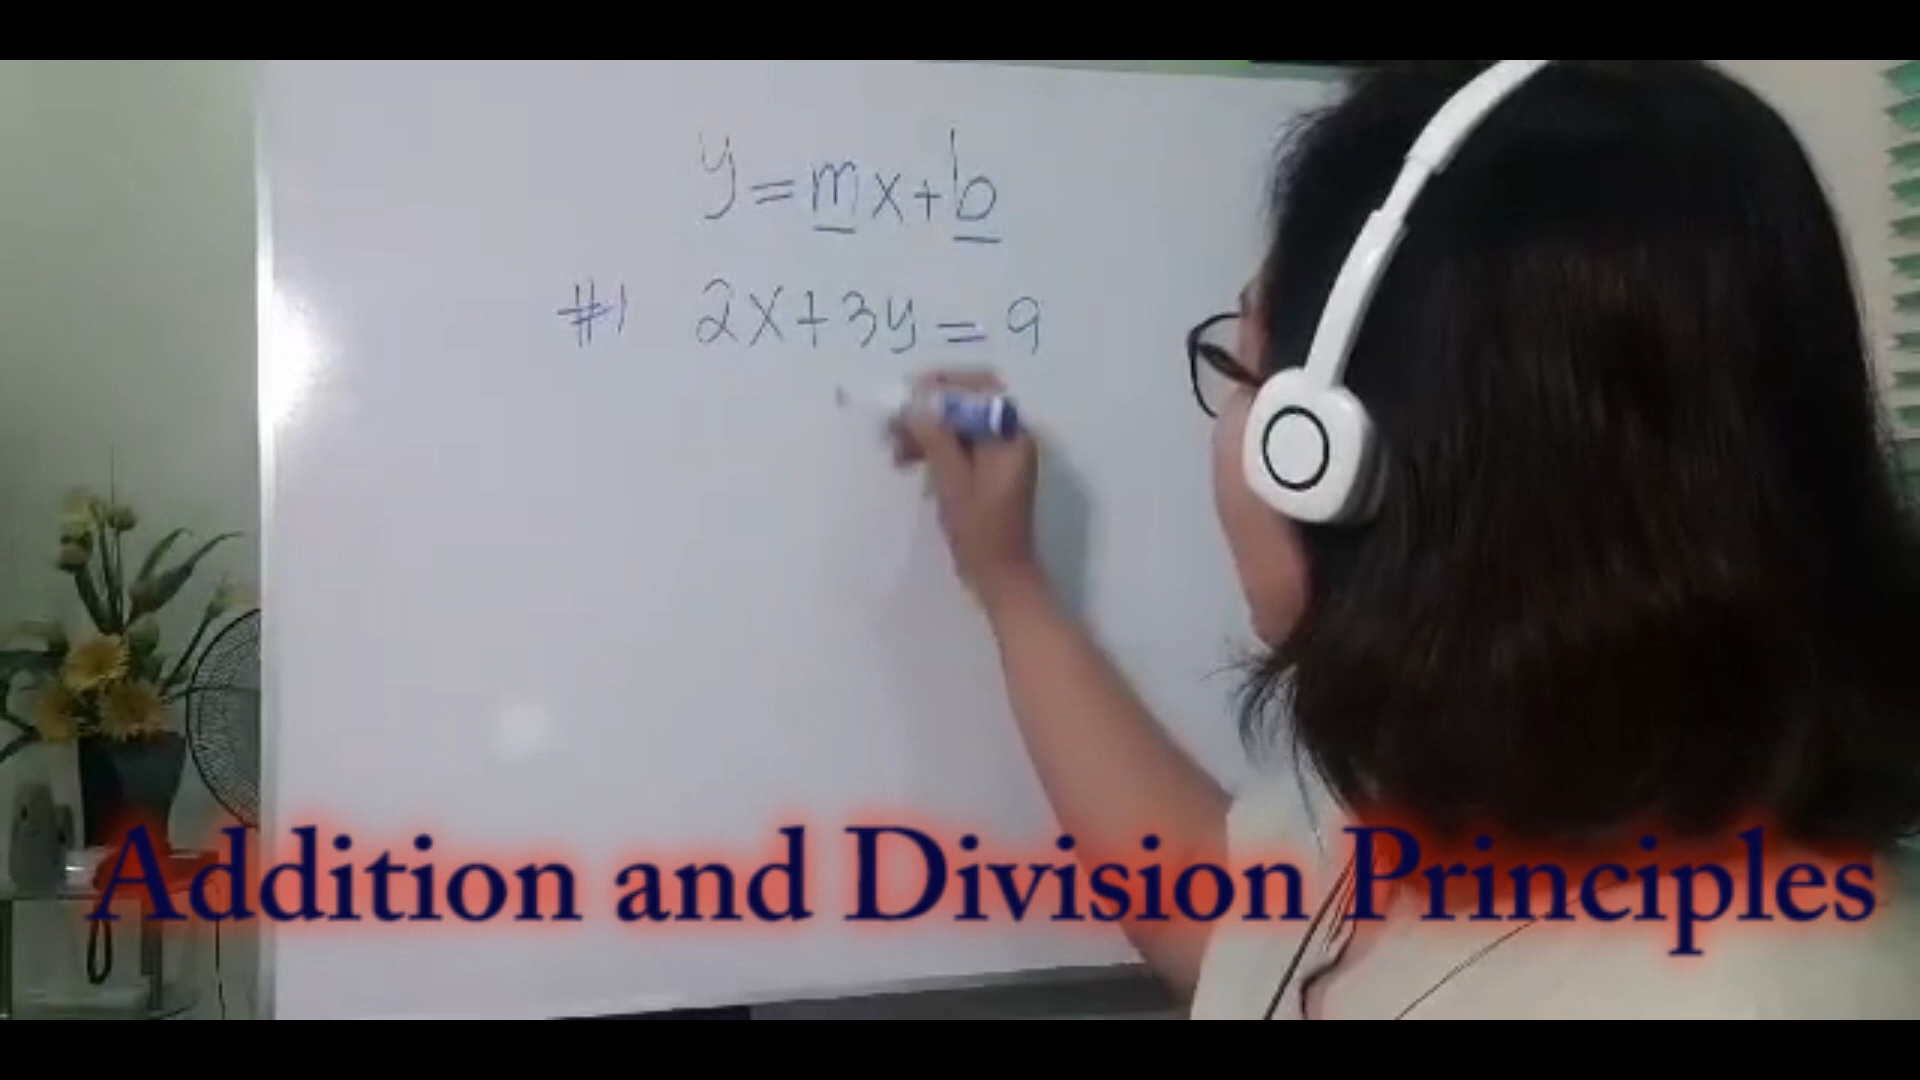 y=mx+b
#1 2x+3y=9
Addition and Division Principles